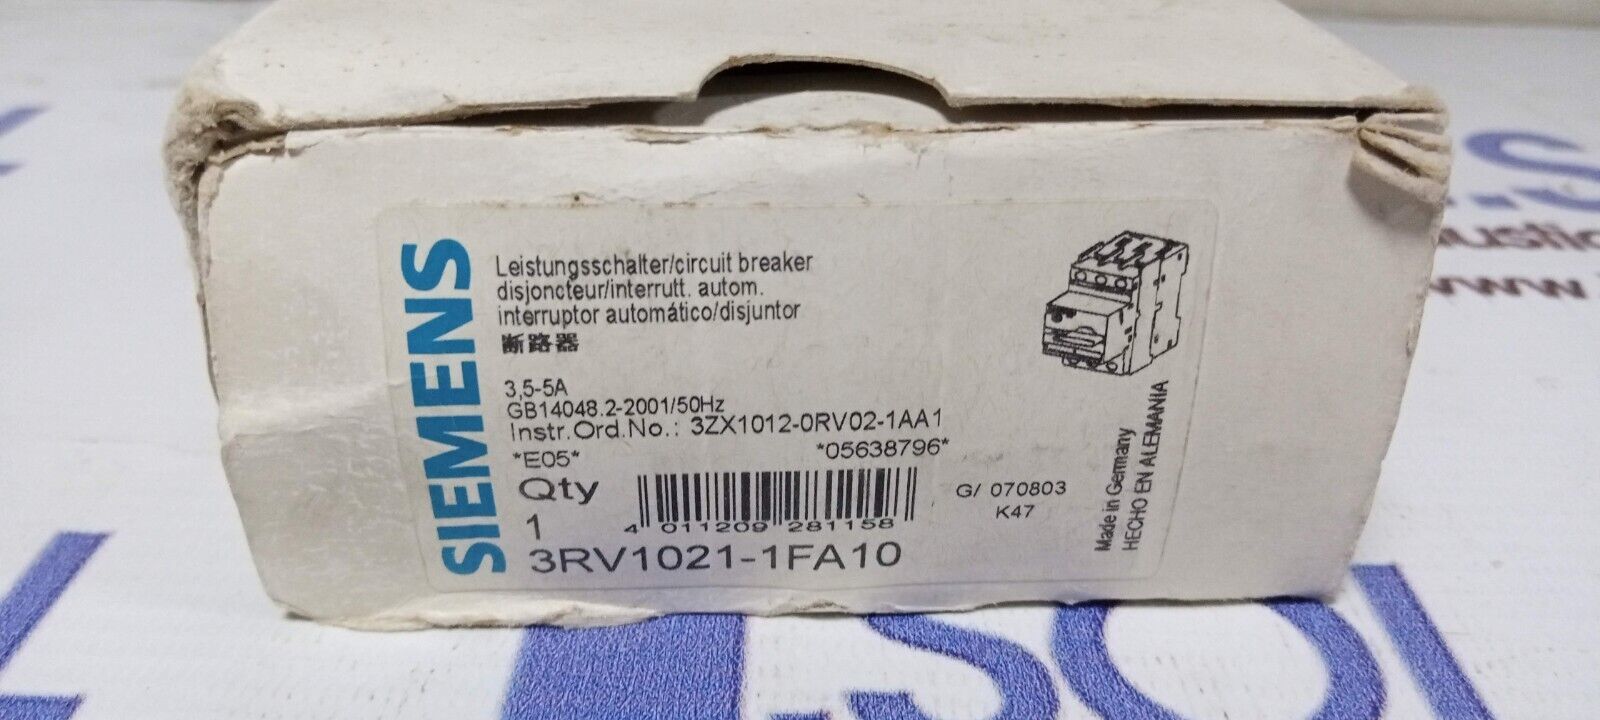 SIEMENS
Leistungsschalter/circuit breaker
disjoncteur/interrutt. autom.
interruptor automático/disjuntor
断路器
3,5-5A
GB14048.2-2001/50Hz
Instr.Ord.No.: 3ZX1012-0RV02-1AA1
*E05*
*05638796*
Qty
1
4 011209 281158
G/ 070803
K47
3RV1021-1FA10
Made in Germany
HECHO EN ALEMANIA
www.